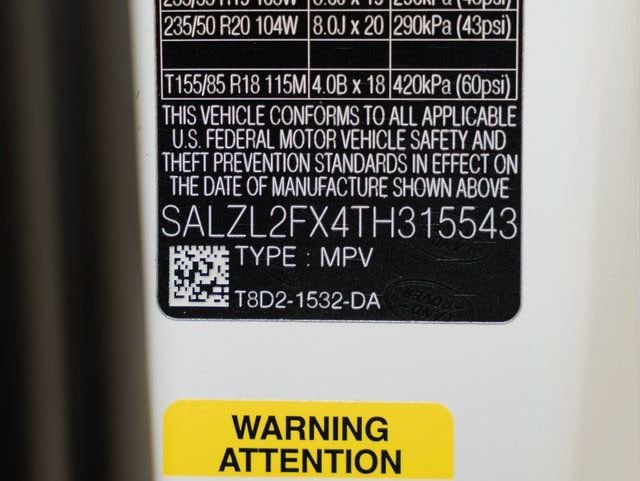 235/50 R20 104W 8.0J x 20 290kPa (43psi)
T155/85 R18 115M 4.0B x 18 420kPa (60psi)
THIS VEHICLE CONFORMS TO ALL APPLICABLE
U.S. FEDERAL MOTOR VEHICLE SAFETY AND
THEFT PREVENTION STANDARDS IN EFFECT ON
THE DATE OF MANUFACTURE SHOWN ABOVE
SALZL2FX4TH315543
TYPE : MPV
T8D2-1532-DA
LAND ROVER
WARNING
ATTENTION